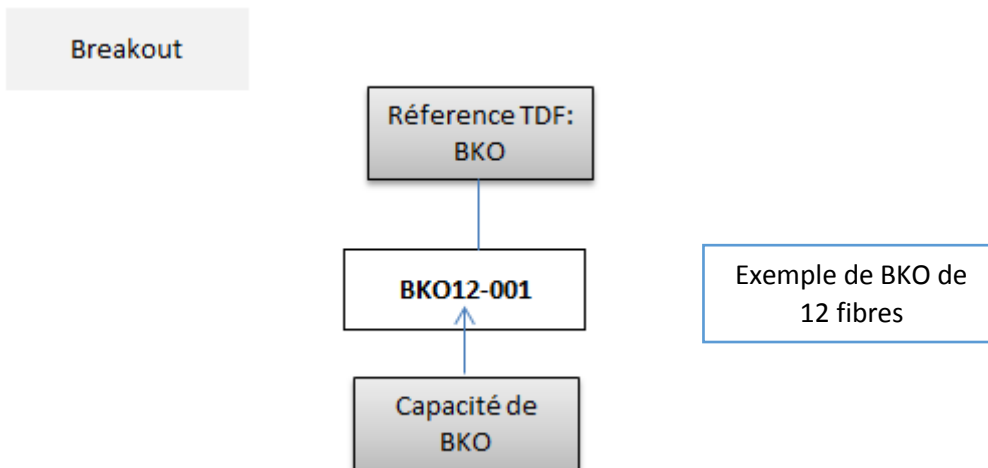 Breakout
Réference TDF:
BKO
BKO12-001
Exemple de BKO de
12 fibres
Capacité de
BKO